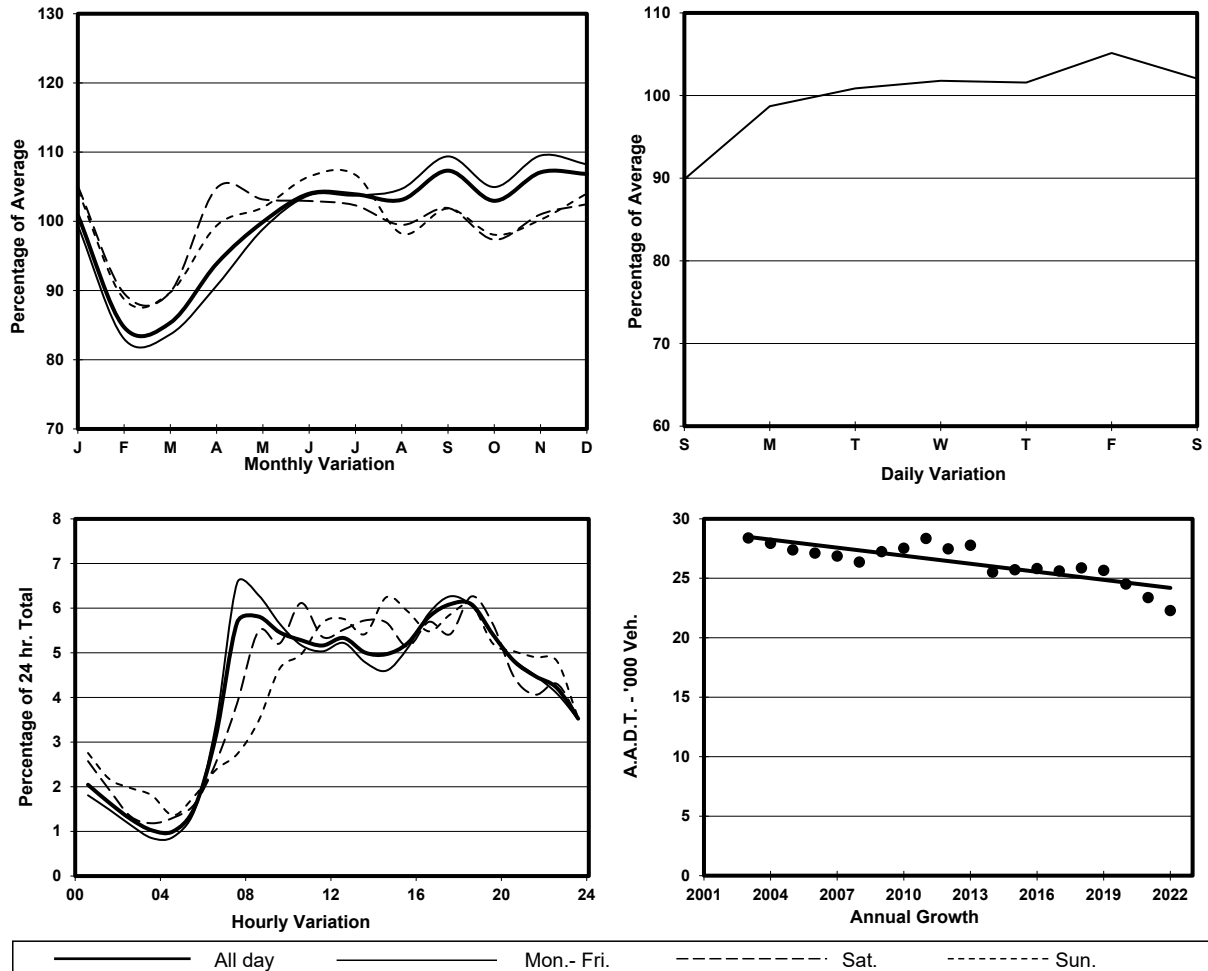 130
120
110
100
90
80
70
Percentage of Average
J F M A M J J A S O N D
Monthly Variation
110
100
90
80
70
60
Percentage of Average
S M T W T F S
Daily Variation
8
7
6
5
4
3
2
1
0
Percentage of 24 hr. Total
00 04 08 12 16 20 24
Hourly Variation
30
25
20
15
10
5
0
A.A.D.T. - '000 Veh.
2001 2004 2007 2010 2013 2016 2019 2022
Annual Growth
All day Mon.- Fri. Sat. Sun.